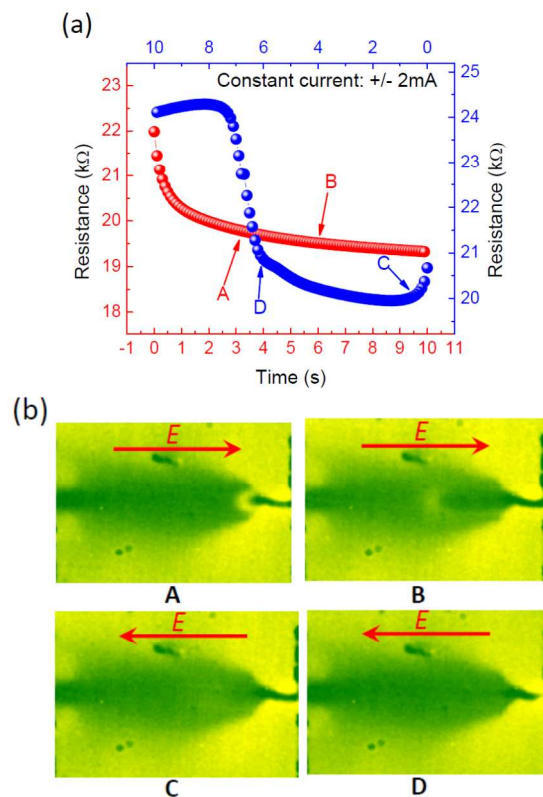 (a)
10 8 6 4 2 0
Constant current: +/- 2mA
23
22
21
20
19
18
Resistance (kΩ)
25
24
23
22
21
20
Resistance (kΩ)
B
A
D
C
-1 0 1 2 3 4 5 6 7 8 9 10 11
Time (s)
(b)
E
E
A
B
E
E
C
D